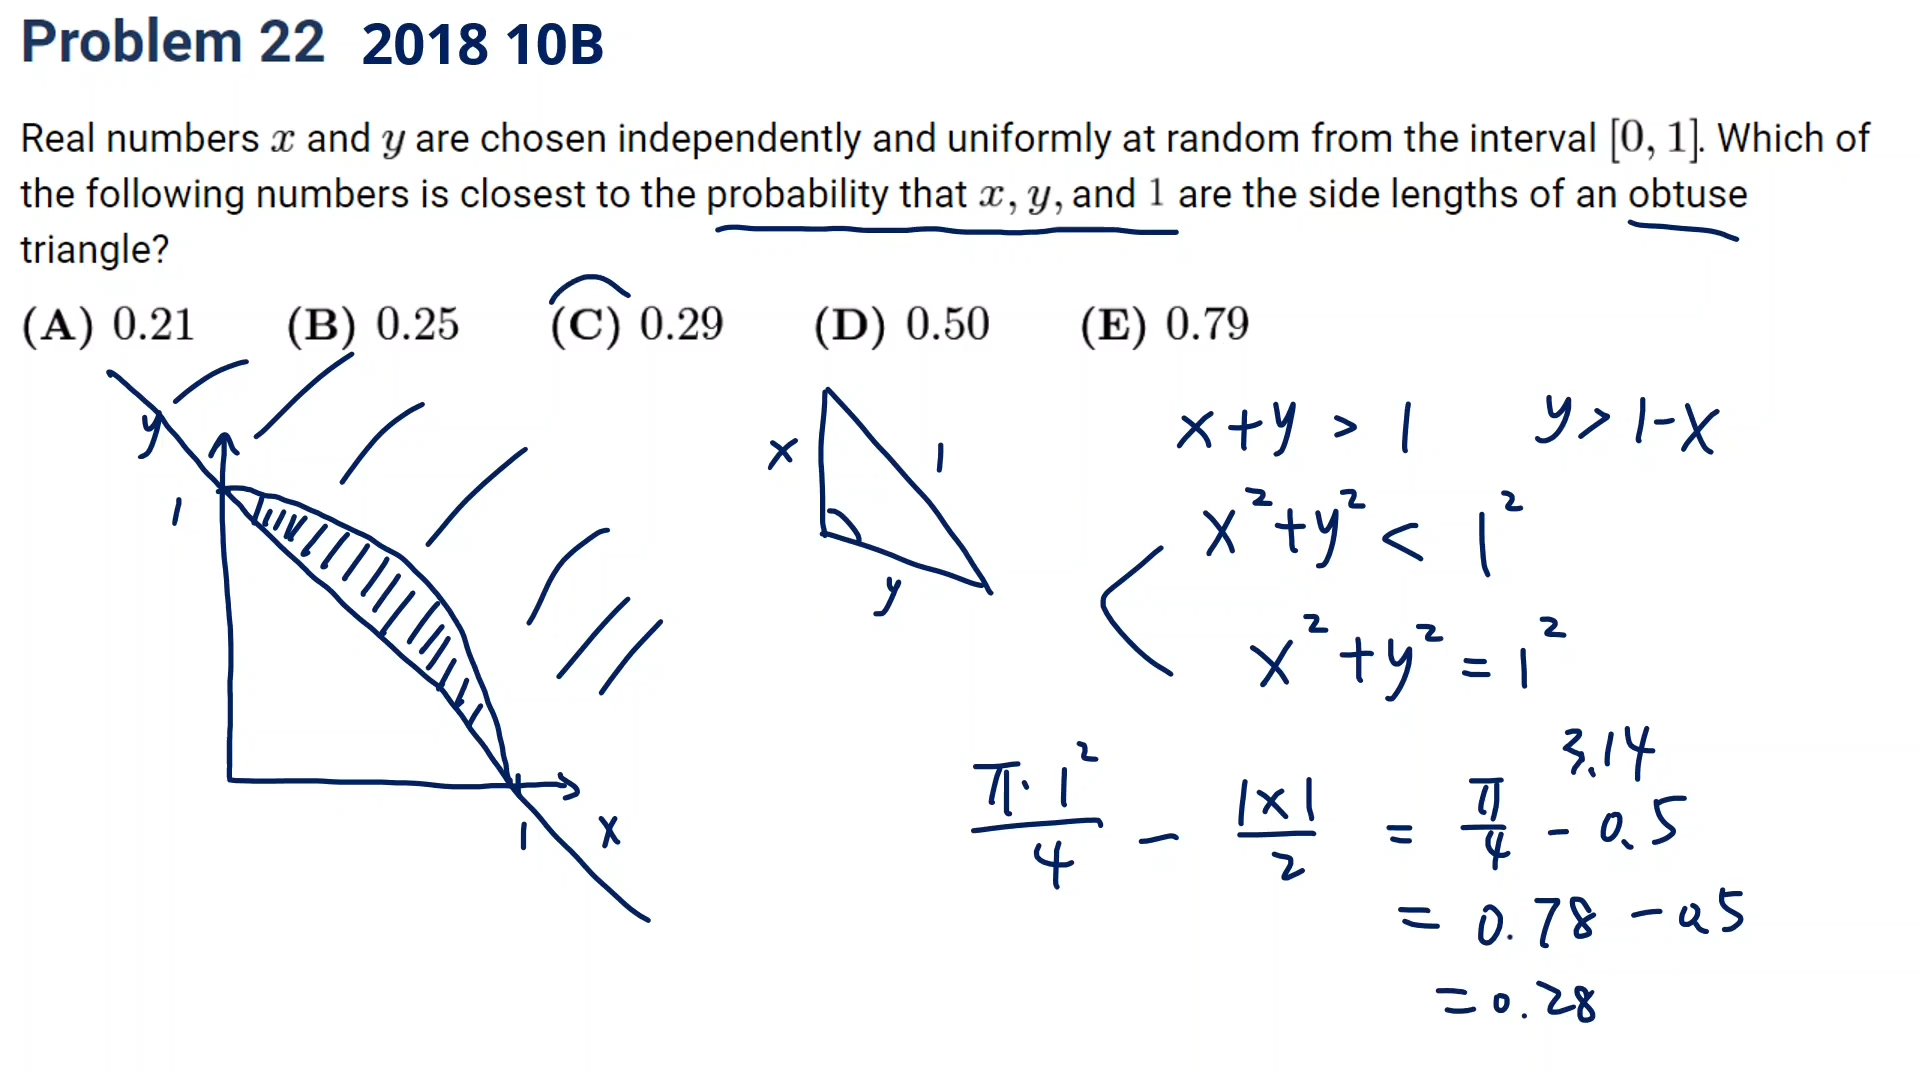 Problem 22 2018 10B
Real numbers x and y are chosen independently and uniformly at random from the interval [0, 1]. Which of
the following numbers is closest to the probability that x, y, and 1 are the side lengths of an obtuse
triangle?
(A) 0.21 (B) 0.25 (C) 0.29 (D) 0.50 (E) 0.79
y
1
1
x
x
1
y
x+y > 1 y > 1-x
x²+y² < 1²
x²+y² = 1²
3.14
π·1²/4 - 1×1/2 = π/4 - 0.5
= 0.78 - 0.5
= 0.28